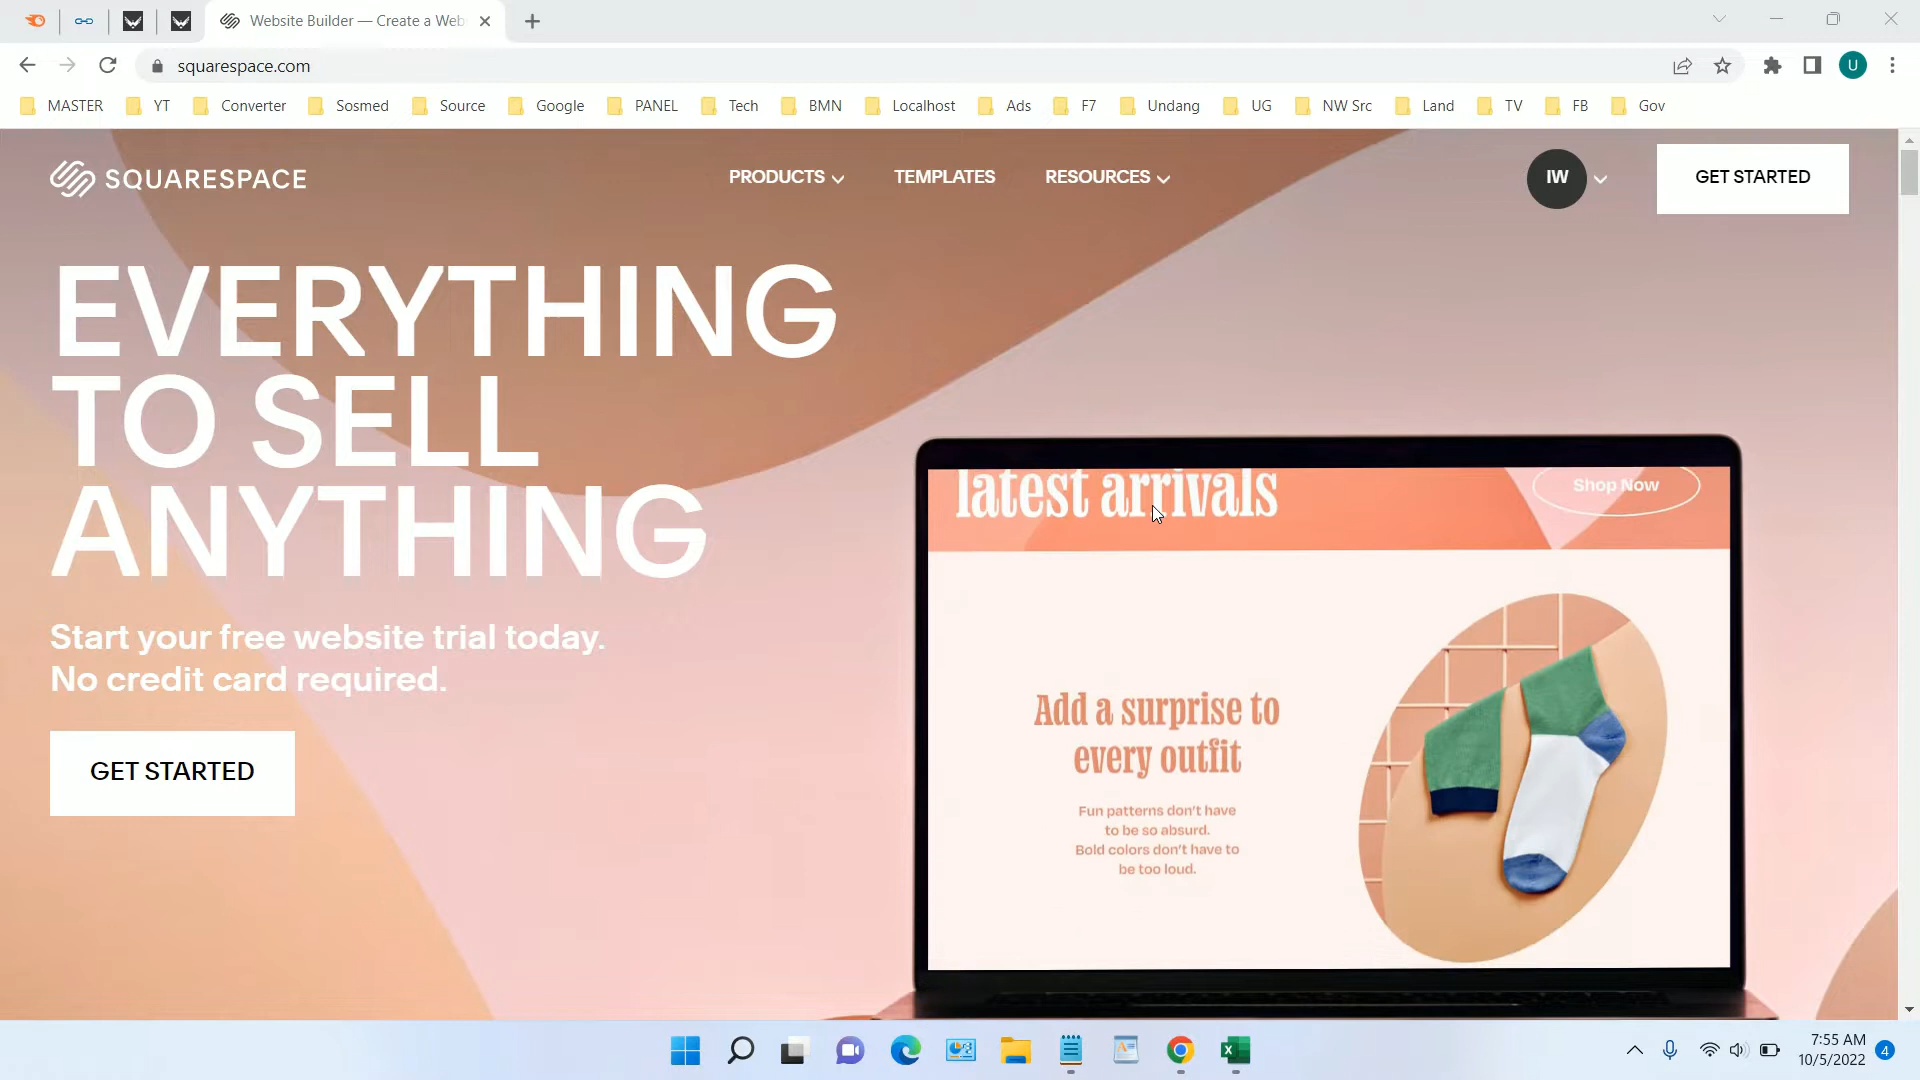 Website Builder — Create a Web
squarespace.com
U
MASTER YT Converter Sosmed Source Google PANEL Tech BMN Localhost Ads F7 Undang UG NW Src Land TV FB Gov
SQUARESPACE
PRODUCTS TEMPLATES RESOURCES
IW
GET STARTED
EVERYTHING
TO SELL
ANYTHING
Start your free website trial today.
No credit card required.
GET STARTED
latest arrivals
Shop Now
Add a surprise to
every outfit
Fun patterns don't have
to be so absurd.
Bold colors don't have to
be too loud.
7:55 AM
10/5/2022
4